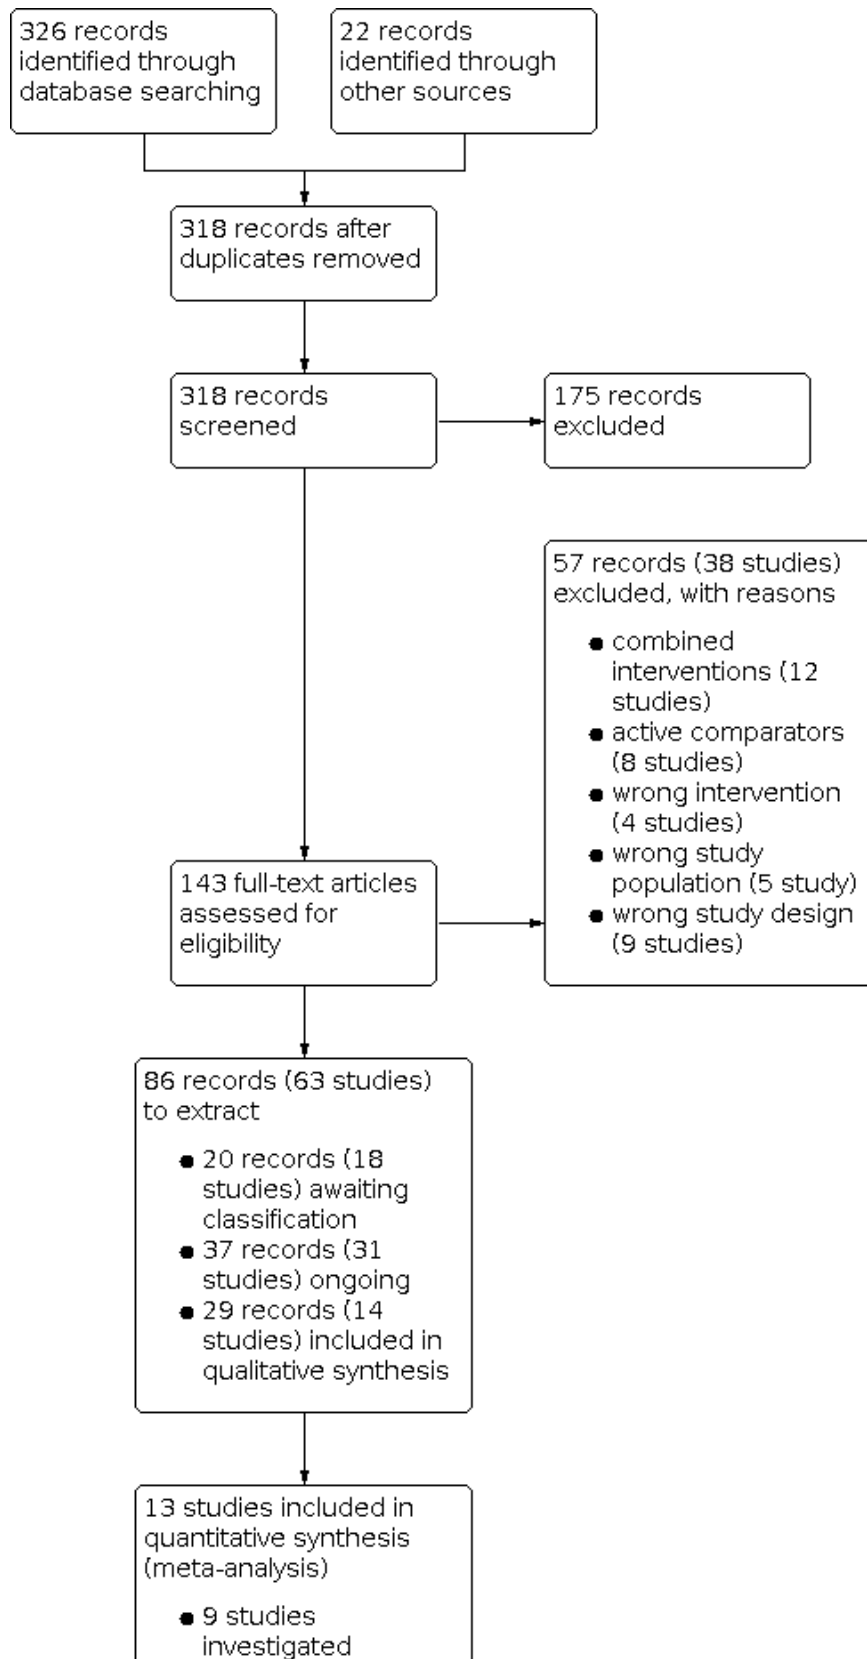 326 records
identified through
database searching
22 records
identified through
other sources
318 records after
duplicates removed
318 records
screened
175 records
excluded
57 records (38 studies)
excluded, with reasons
● combined
interventions (12
studies)
● active comparators
(8 studies)
● wrong intervention
(4 studies)
● wrong study
population (5 study)
● wrong study design
(9 studies)
143 full-text articles
assessed for
eligibility
86 records (63 studies)
to extract
● 20 records (18
studies) awaiting
classification
● 37 records (31
studies) ongoing
● 29 records (14
studies) included in
qualitative synthesis
13 studies included in
quantitative synthesis
(meta-analysis)
● 9 studies
investigated